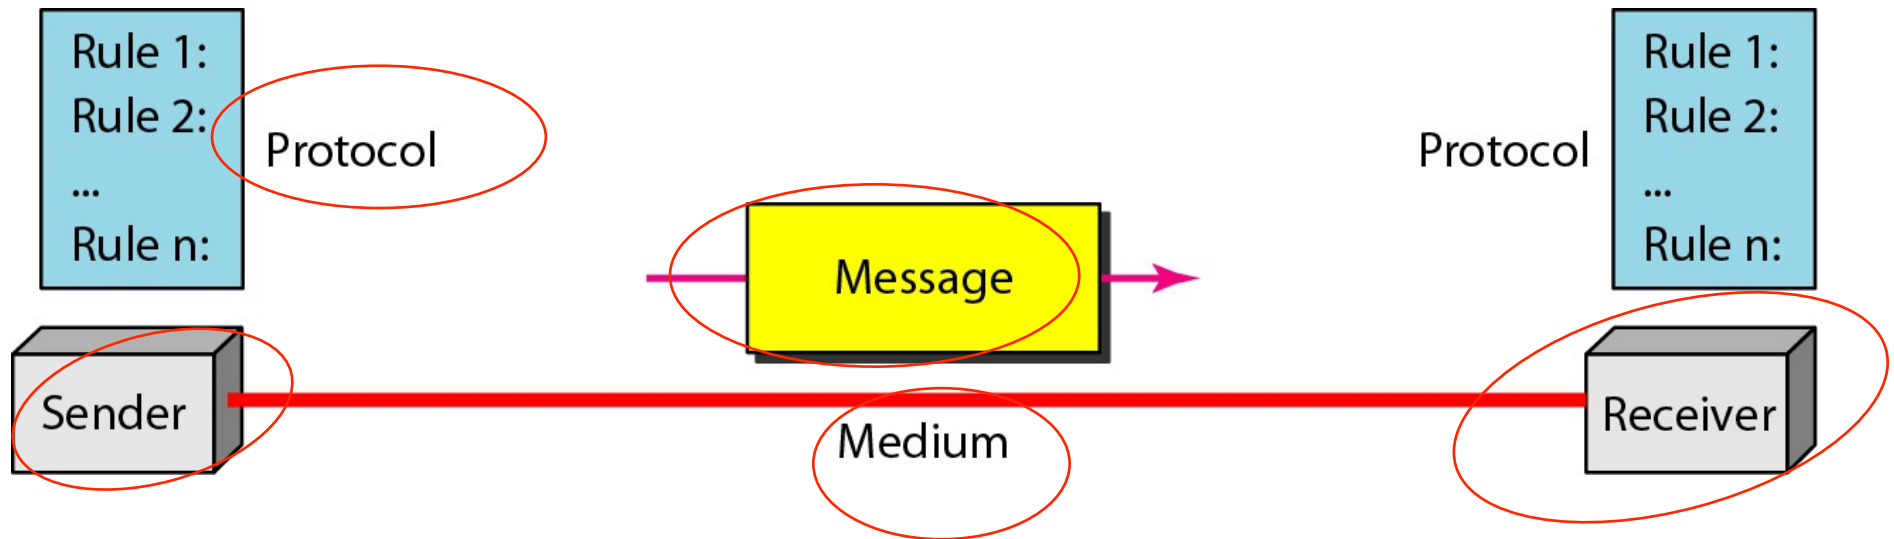 Rule 1:
Rule 2:
...
Rule n:
Protocol
Message
Protocol
Rule 1:
Rule 2:
...
Rule n:
Sender
Medium
Receiver